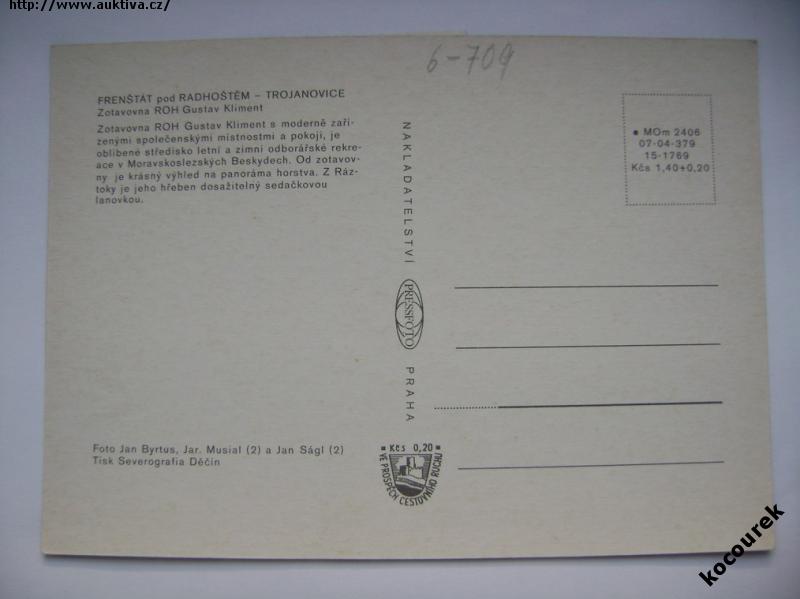 http://www.auktiva.cz/
6-709
FRENŠTÁT pod RADHOŠTĚM – TROJANOVICE
Zotavovna ROH Gustav Kliment
Zotavovna ROH Gustav Kliment s moderně zaří-
zenými společenskými místnostmi a pokoji, je
oblíbené středisko letní a zimní odborářské rekre-
ace v Moravskoslezských Beskydech. Od zotavov-
ny je krásný výhled na panoráma horstva. Z Ráz-
toky je jeho hřeben dosažitelný sedačkovou
lanovkou.
NAKLADATELSTVÍ
PRESSFOTO
PRAHA
MOm 2406
07-04-379
15-1769
Kčs 1,40+0,20
Foto Jan Byrtus, Jar. Musial (2) a Jan Ságl (2)
Tisk Severografia Děčín
Kčs 0,20
VE PROSPĚCH CESTOVNÍHO RUCHU
kocourek